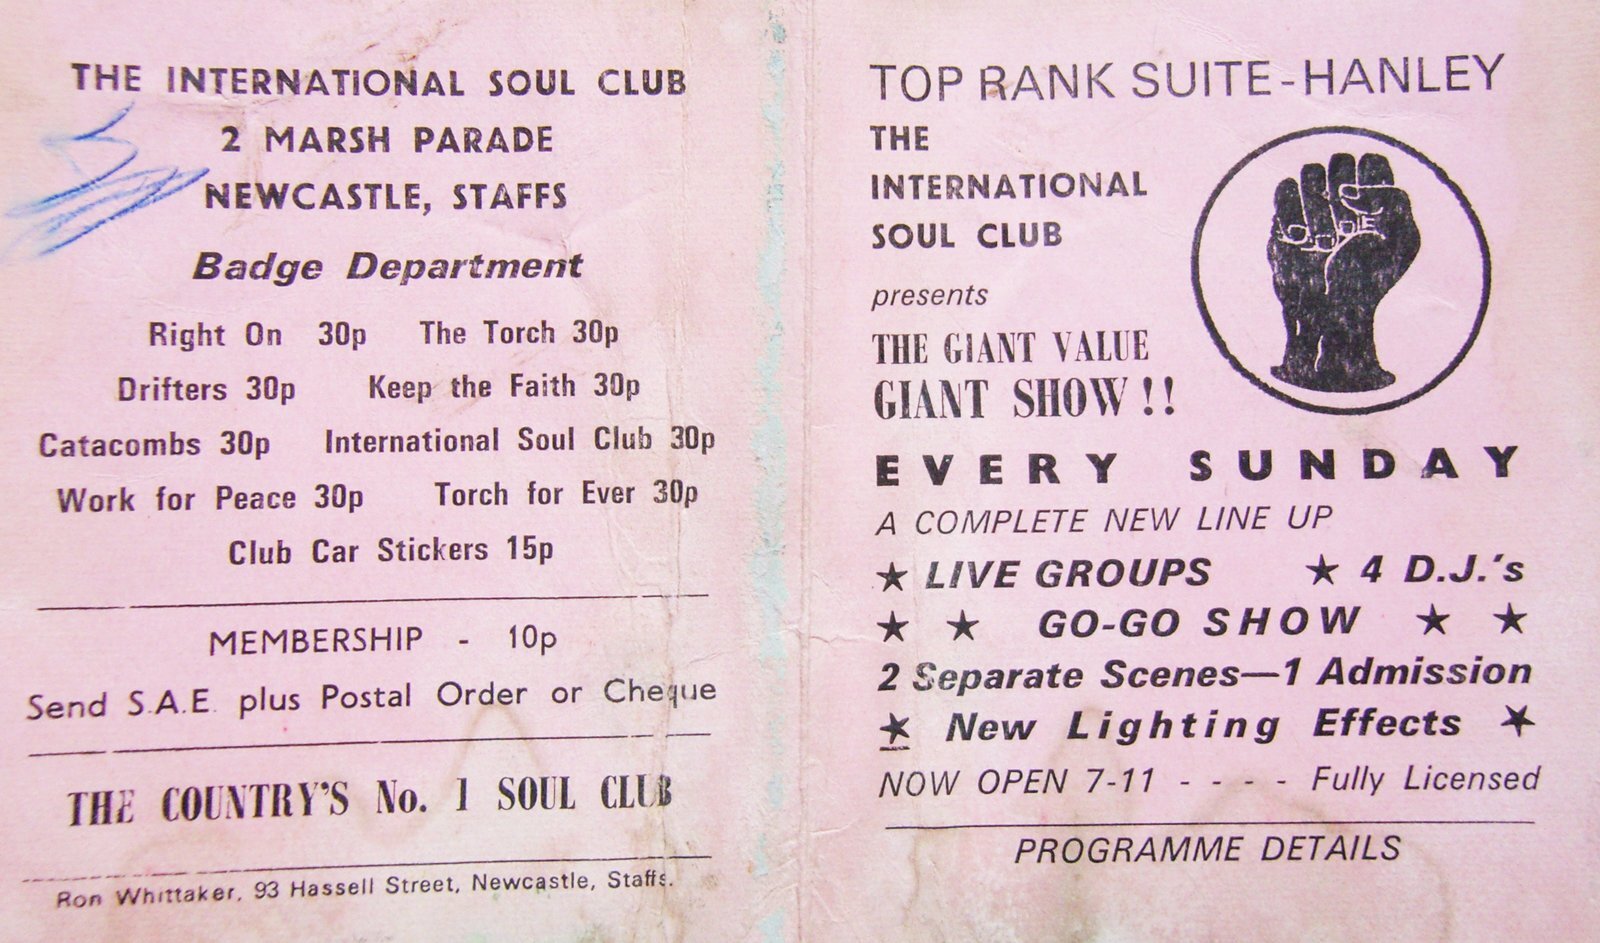 THE INTERNATIONAL SOUL CLUB
2 MARSH PARADE
NEWCASTLE, STAFFS
Badge Department
Right On 30p The Torch 30p
Drifters 30p Keep the Faith 30p
Catacombs 30p International Soul Club 30p
Work for Peace 30p Torch for Ever 30p
Club Car Stickers 15p
MEMBERSHIP - 10p
Send S.A.E. plus Postal Order or Cheque
THE COUNTRY'S No. 1 SOUL CLUB
Ron Whittaker, 93 Hassell Street, Newcastle, Staffs.
TOP RANK SUITE-HANLEY
THE
INTERNATIONAL
SOUL CLUB
presents
THE GIANT VALUE
GIANT SHOW!!
EVERY SUNDAY
A COMPLETE NEW LINE UP
★ LIVE GROUPS ★ 4 D.J.'s
★ ★ GO-GO SHOW ★ ★
2 Separate Scenes—1 Admission
★ New Lighting Effects ★
NOW OPEN 7-11 - - - - Fully Licensed
PROGRAMME DETAILS